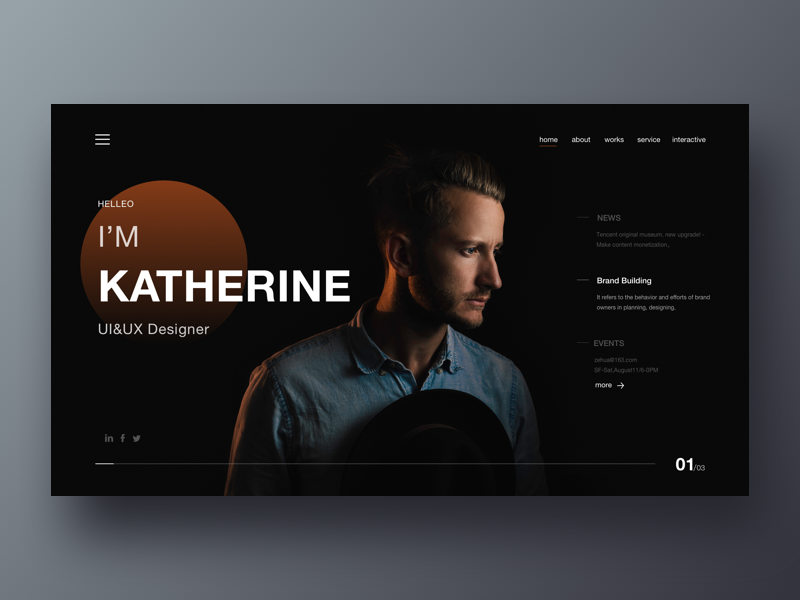 home about works service interactive
HELLEO
I'M
KATHERINE
UI&UX Designer
NEWS
Tencent original museum, new upgrade! -
Make content monetization,
Brand Building
It refers to the behavior and efforts of brand
owners in planning, designing,
EVENTS
zehua@163.com
SF-Sat,August11/6-0PM
more
01/03